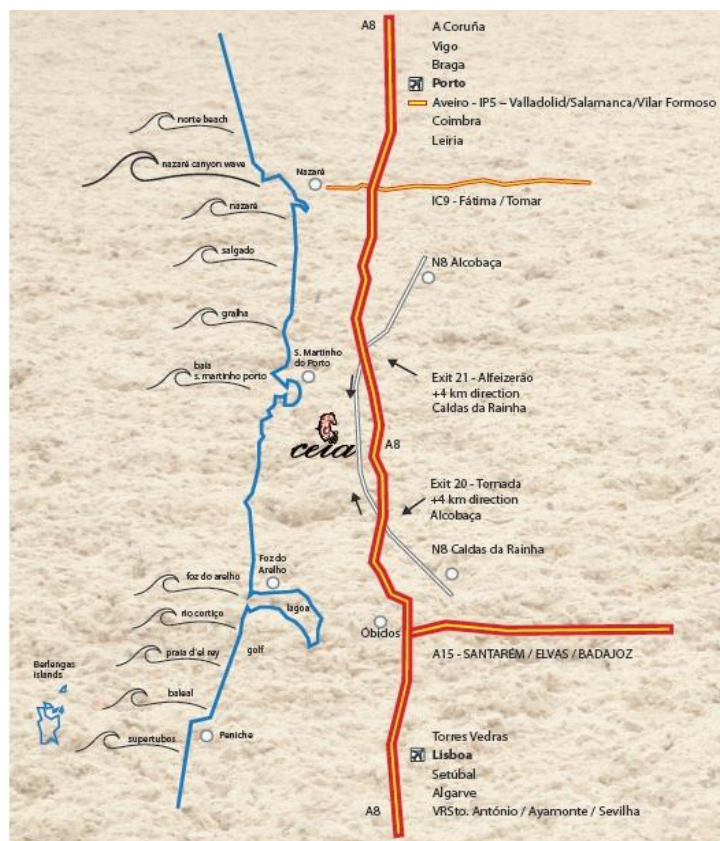 A8
A Coruña
Vigo
Braga
Porto
Aveiro - IP5 – Valladolid/Salamanca/Vilar Formoso
Coimbra
Leiria
norte beach
nazaré canyon wave
Nazaré
nazaré
IC9 - Fátima / Tomar
salgado
N8 Alcobaça
gralha
S. Martinho
do Porto
baía
s. martinho porto
Exit 21 - Alfeizerão
+4 km direction
Caldas da Rainha
ceia
A8
Exit 20 - Tornada
+4 km direction
Alcobaça
N8 Caldas da Rainha
Foz do
Arelho
foz do arelho
lagoa
rio cortiço
Óbidos
praia d'el rey
golf
A15 - SANTARÉM / ELVAS / BADAJOZ
Berlengas
Islands
baleal
supertubos
Peniche
Torres Vedras
Lisboa
Setúbal
Algarve
A8
VRSto. António / Ayamonte / Sevilha